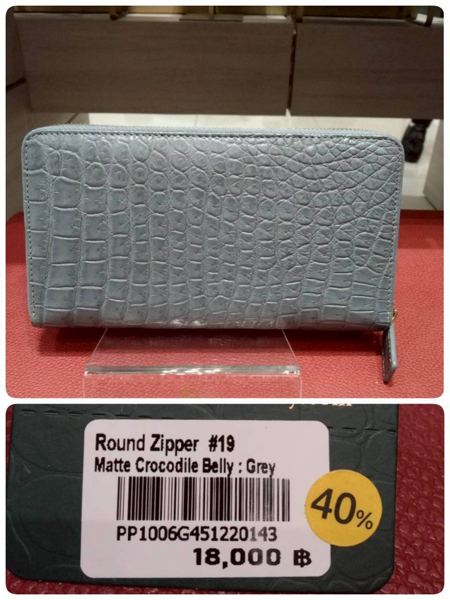 Round Zipper #19
Matte Crocodile Belly : Grey
PP1006G451220143
18,000 ฿
40%